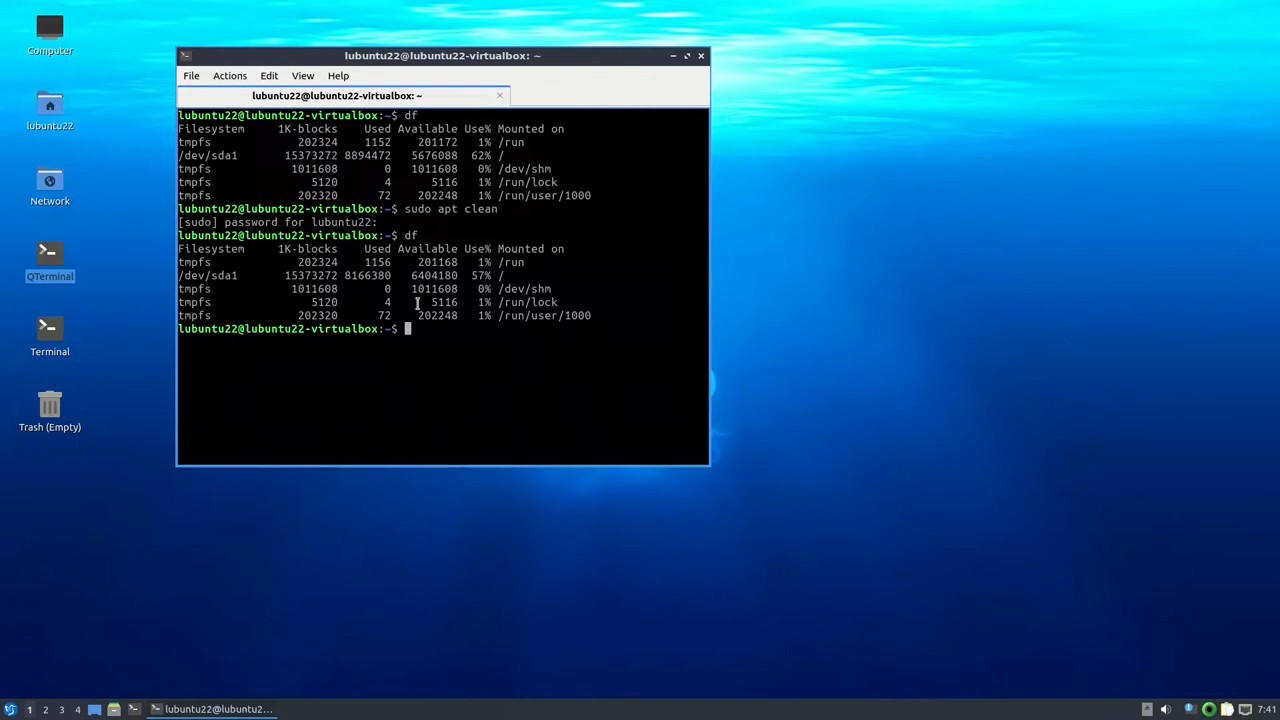 Computer
lubuntu22
Network
QTerminal
Terminal
Trash (Empty)
lubuntu22@lubuntu22-virtualbox: ~
File Actions Edit View Help
lubuntu22@lubuntu22-virtualbox: ~
lubuntu22@lubuntu22-virtualbox:~$ df
Filesystem     1K-blocks    Used Available Use% Mounted on
tmpfs             202324    1152    201172   1% /run
/dev/sda1       15373272 8894472   5676088  62% /
tmpfs            1011608       0   1011608   0% /dev/shm
tmpfs               5120       4      5116   1% /run/lock
tmpfs             202320      72    202248   1% /run/user/1000
lubuntu22@lubuntu22-virtualbox:~$ sudo apt clean
[sudo] password for lubuntu22:
lubuntu22@lubuntu22-virtualbox:~$ df
Filesystem     1K-blocks    Used Available Use% Mounted on
tmpfs             202324    1156    201168   1% /run
/dev/sda1       15373272 8166380   6404180  57% /
tmpfs            1011608       0   1011608   0% /dev/shm
tmpfs               5120       4      5116   1% /run/lock
tmpfs             202320      72    202248   1% /run/user/1000
lubuntu22@lubuntu22-virtualbox:~$
1 2 3 4 lubuntu22@lubuntu2... 7:41